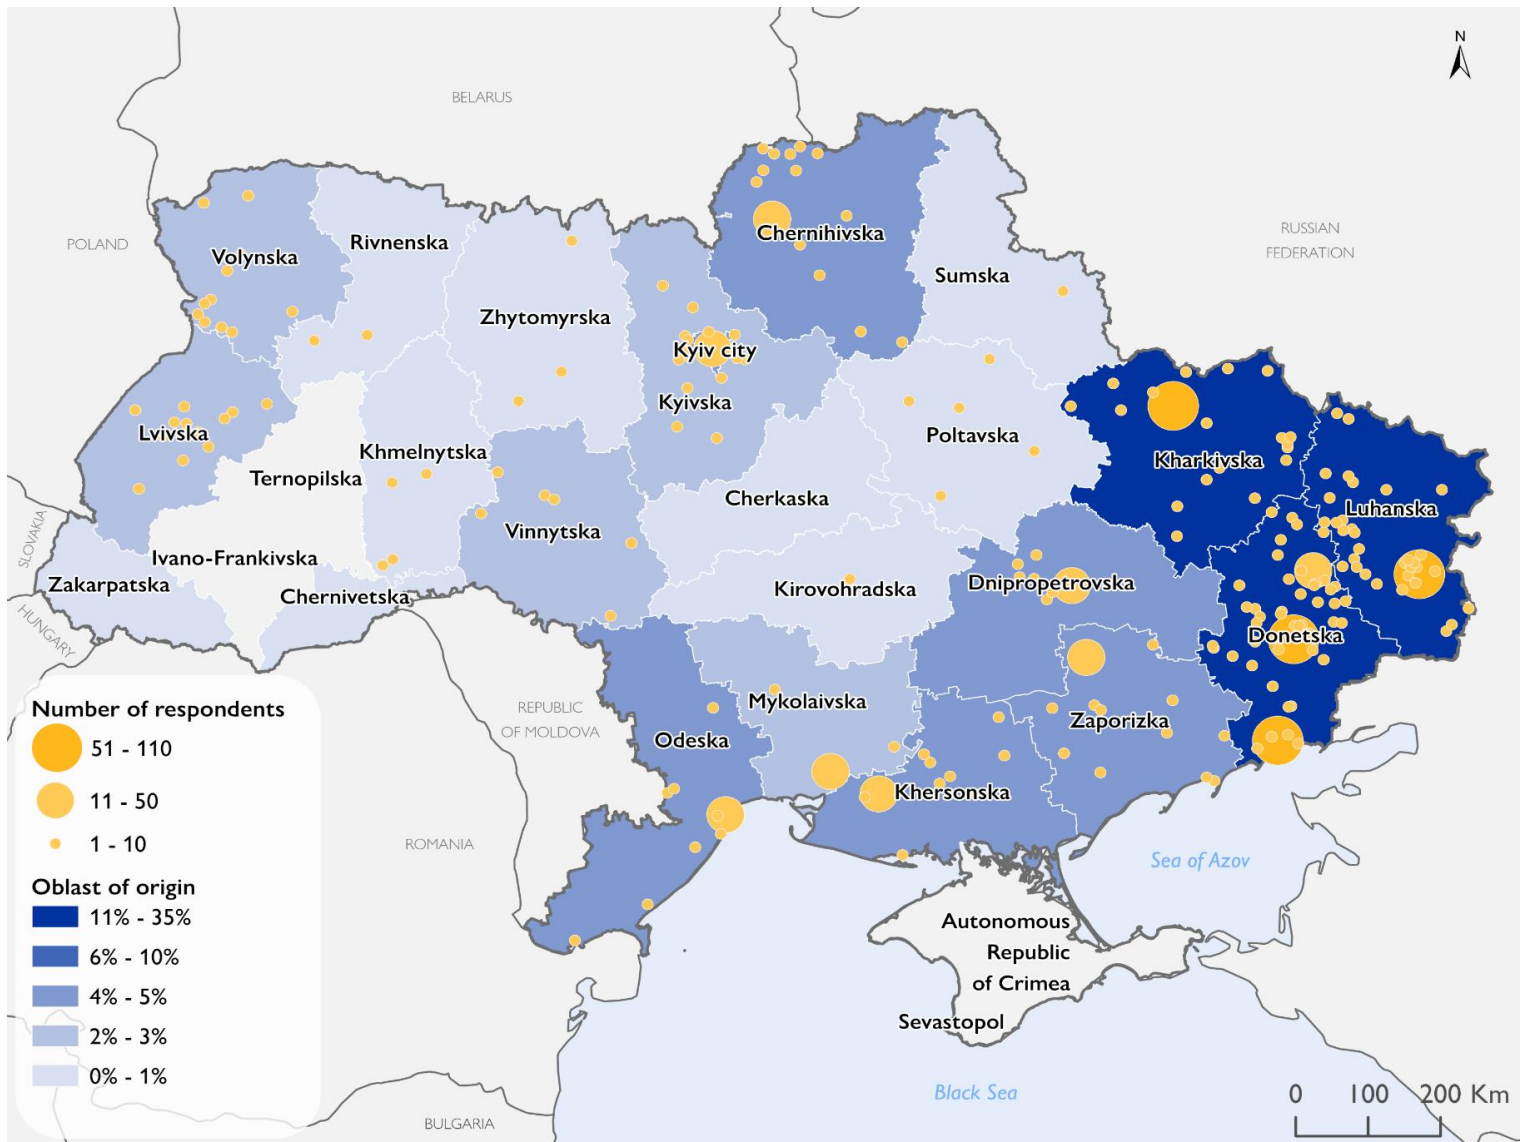 N
BELARUS
POLAND
RUSSIAN
FEDERATION
Chernihivska
Rivnenska
Volynska
Sumska
Zhytomyrska
Kyiv city
Kyivska
Lvivska
Poltavska
Khmelnytska
Kharkivska
Ternopilska
Cherkaska
Luhanska
Vinnytska
SLOVAKIA
Ivano-Frankivska
Zakarpatska
Chernivetska
Kirovohradska
Dnipropetrovska
HUNGARY
Donetska
Mykolaivska
REPUBLIC
OF MOLDOVA
Odeska
Zaporizka
Khersonska
ROMANIA
Sea of Azov
Autonomous
Republic
of Crimea
Sevastopol
Black Sea
BULGARIA
Number of respondents
51 - 110
11 - 50
1 - 10
Oblast of origin
11% - 35%
6% - 10%
4% - 5%
2% - 3%
0% - 1%
0 100 200 Km